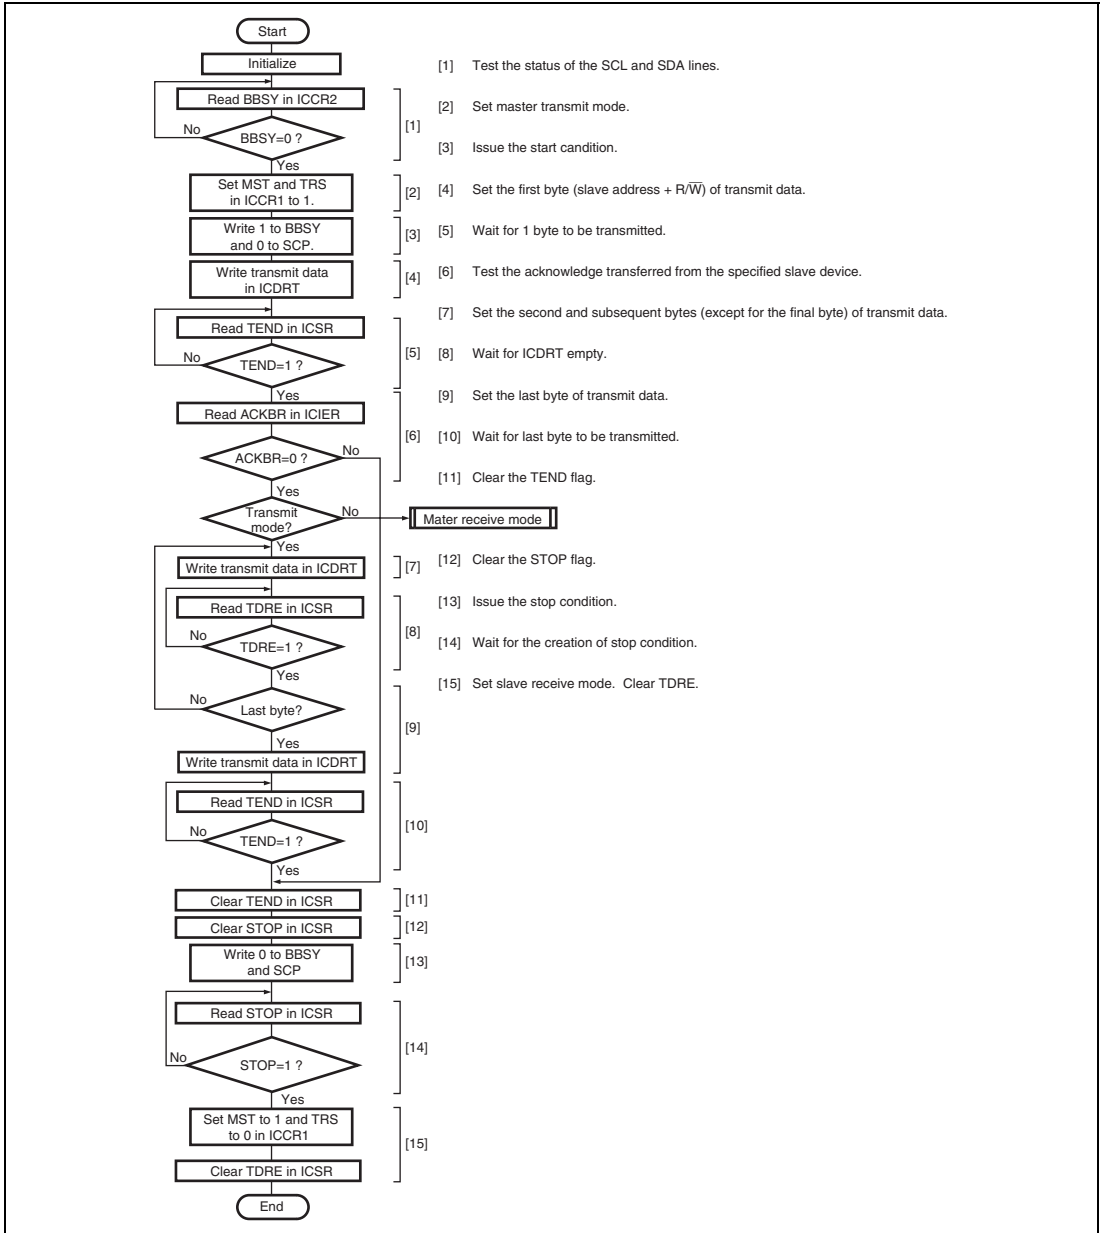 Start
Initialize
Read BBSY in ICCR2
No
BBSY=0 ?
[1]
Yes
Set MST and TRS
in ICCR1 to 1.
[2]
Write 1 to BBSY
and 0 to SCP.
[3]
Write transmit data
in ICDRT
[4]
Read TEND in ICSR
No
TEND=1 ?
[5]
Yes
Read ACKBR in ICIER
[6]
ACKBR=0 ?
No
Yes
Transmit
mode?
No
Mater receive mode
Yes
Write transmit data in ICDRT
[7]
Read TDRE in ICSR
No
TDRE=1 ?
[8]
Yes
No
Last byte?
[9]
Yes
Write transmit data in ICDRT
Read TEND in ICSR
No
TEND=1 ?
[10]
Yes
Clear TEND in ICSR
[11]
Clear STOP in ICSR
[12]
Write 0 to BBSY
and SCP
[13]
Read STOP in ICSR
No
STOP=1 ?
[14]
Yes
Set MST to 1 and TRS
to 0 in ICCR1
[15]
Clear TDRE in ICSR
End
[1] Test the status of the SCL and SDA lines.
[2] Set master transmit mode.
[3] Issue the start candition.
[4] Set the first byte (slave address + R/W̅) of transmit data.
[5] Wait for 1 byte to be transmitted.
[6] Test the acknowledge transferred from the specified slave device.
[7] Set the second and subsequent bytes (except for the final byte) of transmit data.
[8] Wait for ICDRT empty.
[9] Set the last byte of transmit data.
[10] Wait for last byte to be transmitted.
[11] Clear the TEND flag.
[12] Clear the STOP flag.
[13] Issue the stop condition.
[14] Wait for the creation of stop condition.
[15] Set slave receive mode. Clear TDRE.